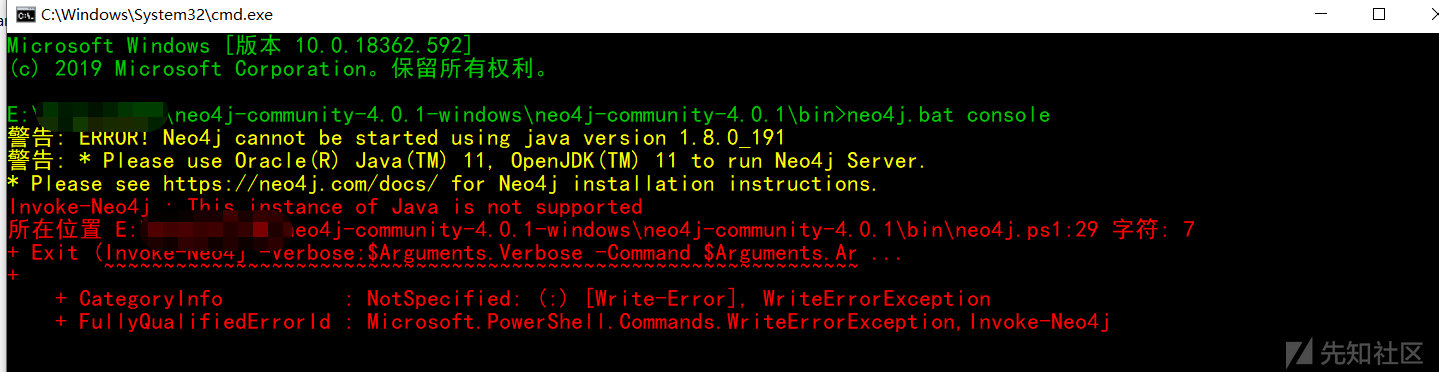 C:\Windows\System32\cmd.exe
Microsoft Windows [版本 10.0.18362.592]
(c) 2019 Microsoft Corporation。保留所有权利。
E:\ \neo4j-community-4.0.1-windows\neo4j-community-4.0.1\bin>neo4j.bat console
警告: ERROR! Neo4j cannot be started using java version 1.8.0_191
警告: * Please use Oracle(R) Java(TM) 11, OpenJDK(TM) 11 to run Neo4j Server.
* Please see https://neo4j.com/docs/ for Neo4j installation instructions.
Invoke-Neo4j : This instance of Java is not supported
所在位置 E: neo4j-community-4.0.1-windows\neo4j-community-4.0.1\bin\neo4j.ps1:29 字符: 7
+ Exit (Invoke-Neo4j -Verbose:$Arguments.Verbose -Command $Arguments.Ar ...
+       ~~~~~~~~~~~~~~~~~~~~~~~~~~~~~~~~~~~~~~~~~~~~~~~~~~~~~~~~~~~~~~~
+ CategoryInfo          : NotSpecified: (:) [Write-Error], WriteErrorException
+ FullyQualifiedErrorId : Microsoft.PowerShell.Commands.WriteErrorException,Invoke-Neo4j
先知社区